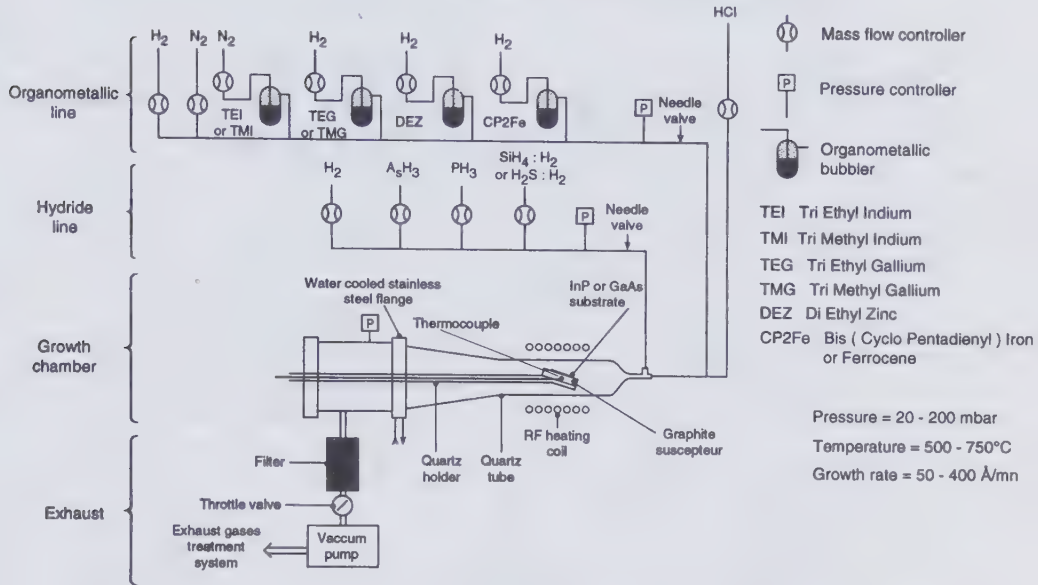 HCl
H₂ N₂ N₂ H₂ H₂ H₂
Mass flow controller
Organometallic
line
TEI
or TMI
TEG
or TMG
DEZ
CP2Fe
P
Needle
valve
P
Pressure controller
Organometallic
bubbler
Hydride
line
H₂
AₛH₃
PH₃
SiH₄ : H₂
or H₂S : H₂
P
Needle
valve
TEI Tri Ethyl Indium
TMI Tri Methyl Indium
TEG Tri Ethyl Gallium
TMG Tri Methyl Gallium
DEZ Di Ethyl Zinc
CP2Fe Bis ( Cyclo Pentadienyl ) Iron
or Ferrocene
Growth
chamber
Water cooled stainless
steel flange
P
Thermocouple
InP or GaAs
substrate
RF heating
coil
Graphite
suscepteur
Quartz
holder
Quartz
tube
Pressure = 20 - 200 mbar
Temperature = 500 - 750°C
Growth rate = 50 - 400 Å/mn
Exhaust
Filter
Throttle valve
Exhaust gases
treatment
system
Vaccum
pump